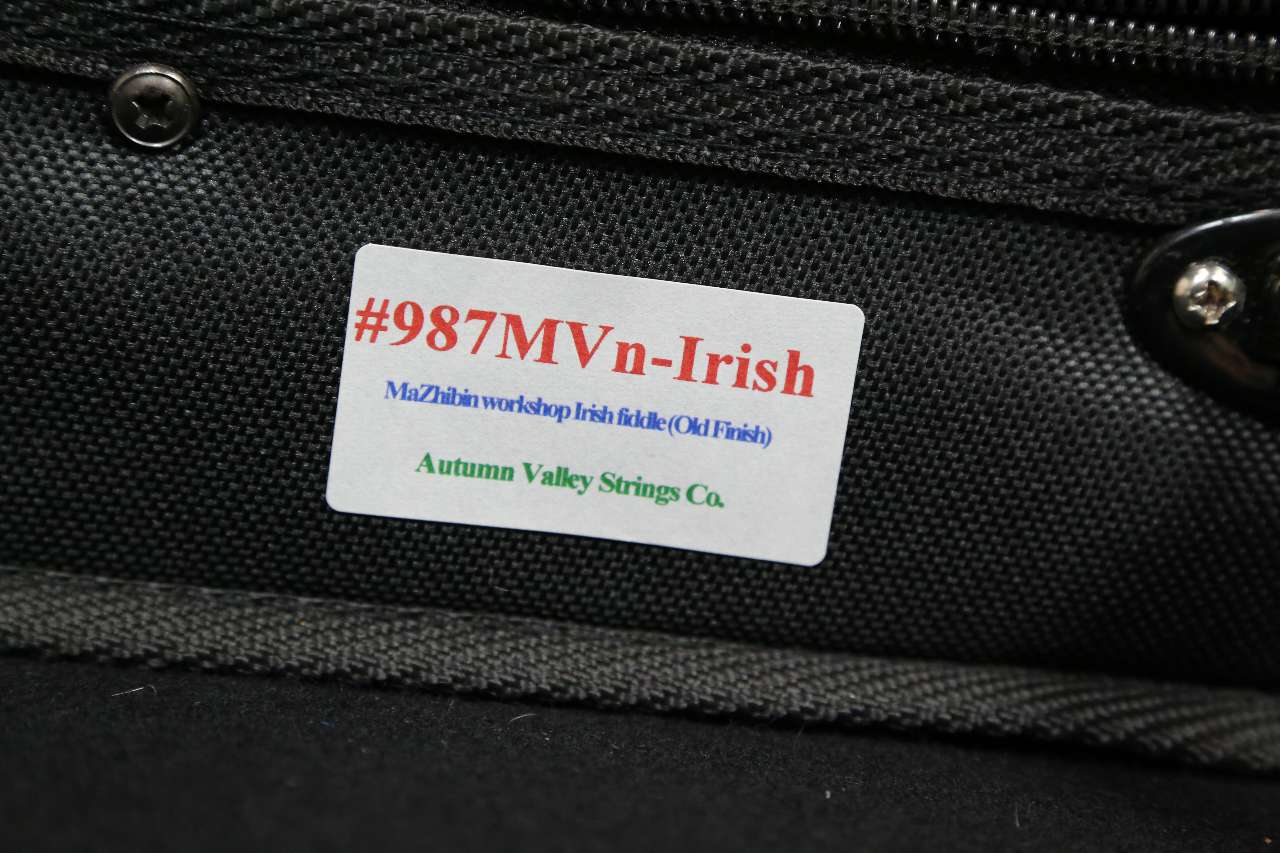 #987MVn-Irish
MaZhibin workshop Irish fiddle (Old Finish)
Autumn Valley Strings Co.